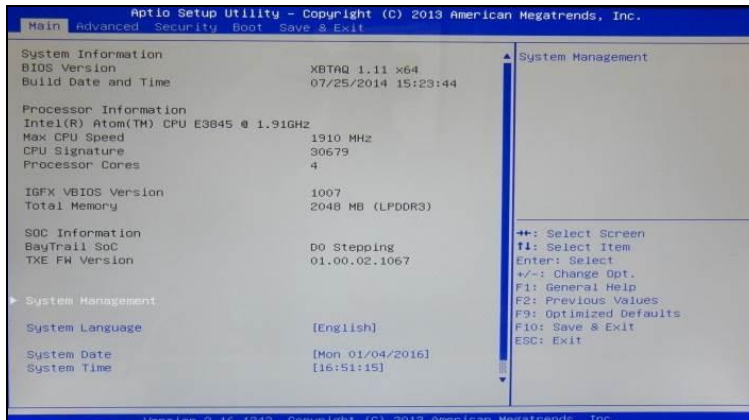 Aptio Setup Utility – Copyright (C) 2013 American Megatrends, Inc.
Main Advanced Security Boot Save & Exit
System Information
BIOS Version XBTAQ 1.11 x64
Build Date and Time 07/25/2014 15:23:44
Processor Information
Intel(R) Atom(TM) CPU E3845 @ 1.91GHz
Max CPU Speed 1910 MHz
CPU Signature 30679
Processor Cores 4
IGFX VBIOS Version 1007
Total Memory 2048 MB (LPDDR3)
SOC Information
BayTrail SoC D0 Stepping
TXE FW Version 01.00.02.1067
System Management
System Language [English]
System Date [Mon 01/04/2016]
System Time [16:51:15]
System Management
→←: Select Screen
↑↓: Select Item
Enter: Select
+/-: Change Opt.
F1: General Help
F2: Previous Values
F9: Optimized Defaults
F10: Save & Exit
ESC: Exit
Version 2.16.1242. Copyright (C) 2013 American Megatrends, Inc.